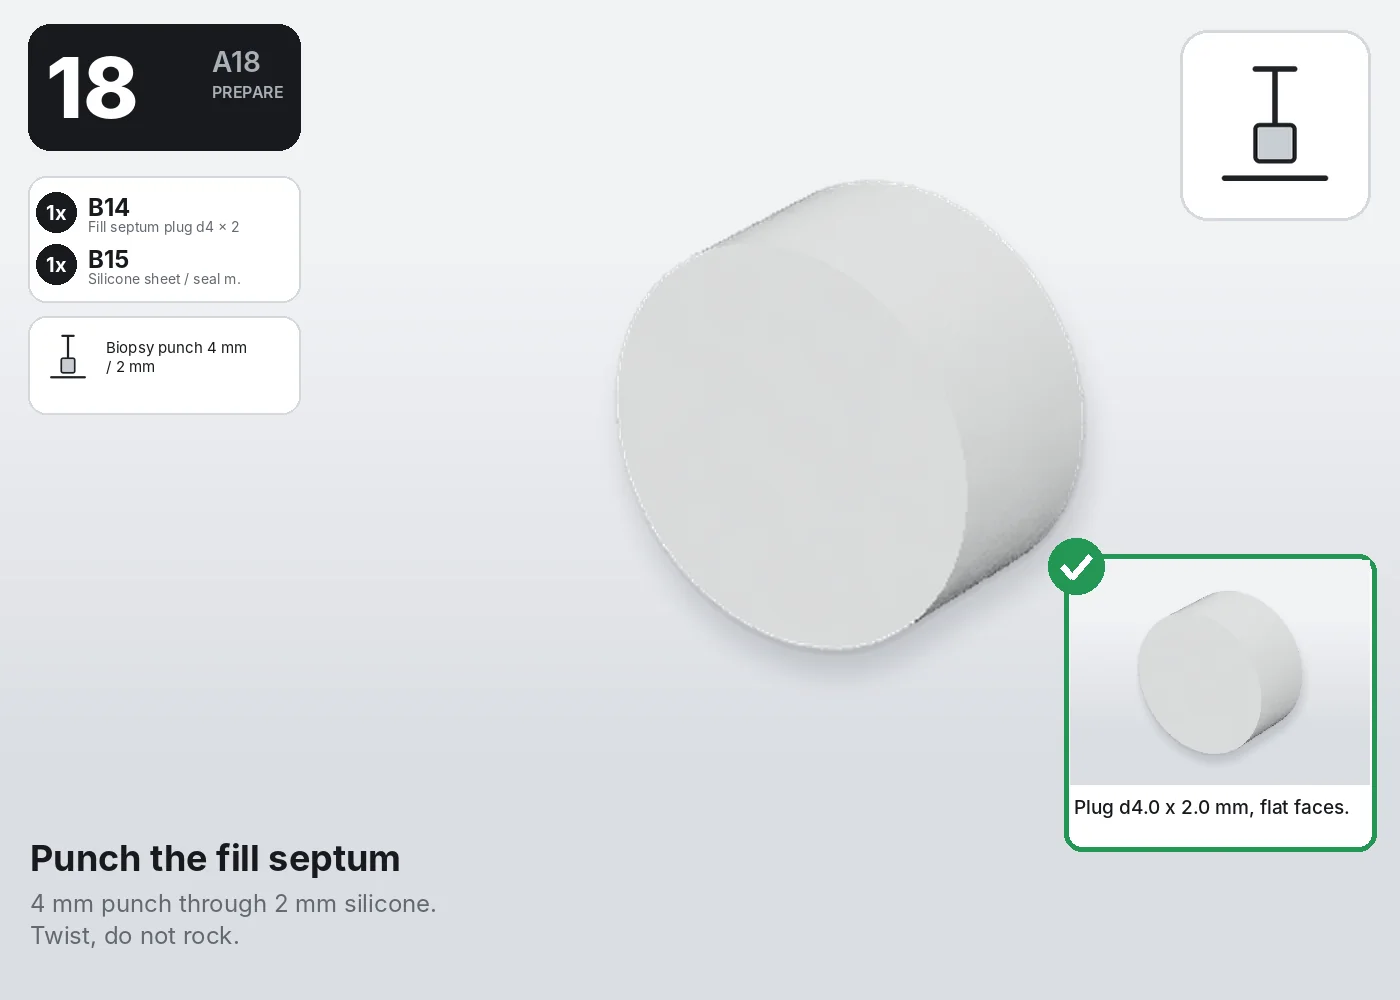 18
A18
PREPARE
1x
B14
Fill septum plug d4 × 2
1x
B15
Silicone sheet / seal m.
Biopsy punch 4 mm
/ 2 mm
Plug d4.0 x 2.0 mm, flat faces.
Punch the fill septum
4 mm punch through 2 mm silicone.
Twist, do not rock.